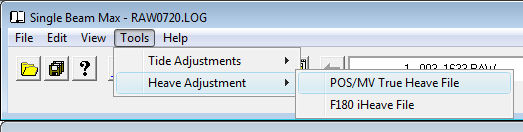 Single Beam Max - RAW0720.LOG
File Edit View Tools Help
Tide Adjustments
Heave Adjustment
POS/MV True Heave File
F180 iHeave File